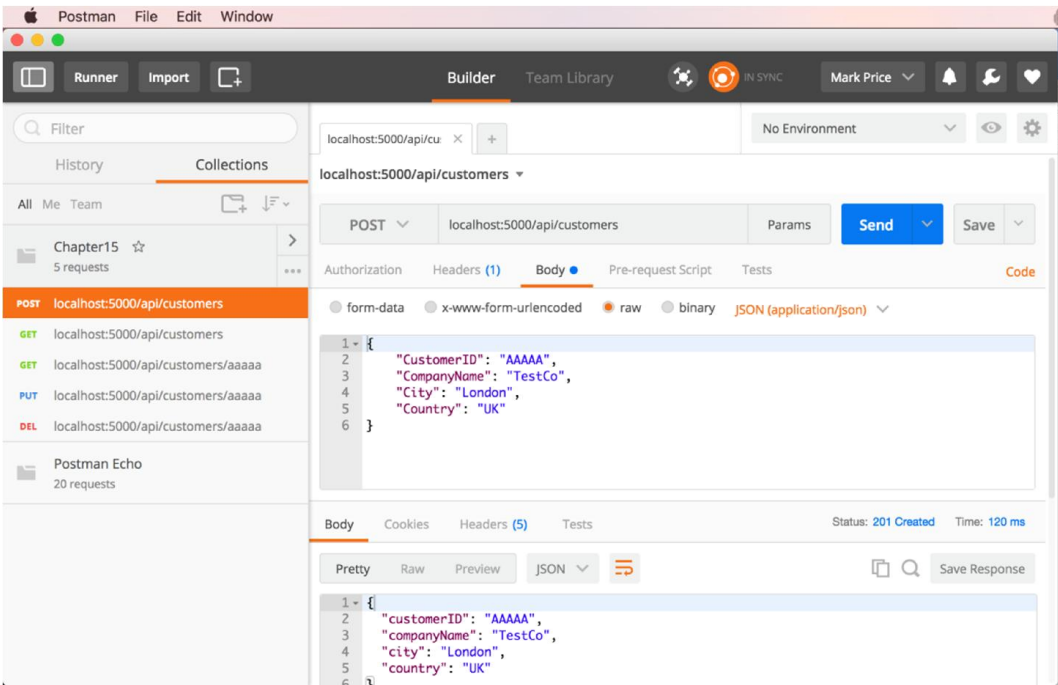 Postman File Edit Window
Runner Import Builder Team Library IN SYNC Mark Price
Filter
History Collections
All Me Team
Chapter15
5 requests
POST localhost:5000/api/customers
GET localhost:5000/api/customers
GET localhost:5000/api/customers/aaaaa
PUT localhost:5000/api/customers/aaaaa
DEL localhost:5000/api/customers/aaaaa
Postman Echo
20 requests
localhost:5000/api/cu:
No Environment
localhost:5000/api/customers
POST localhost:5000/api/customers Params Send Save
Authorization Headers (1) Body Pre-request Script Tests Code
form-data x-www-form-urlencoded raw binary JSON (application/json)
1 {
2 "CustomerID": "AAAAA",
3 "CompanyName": "TestCo",
4 "City": "London",
5 "Country": "UK"
6 }
Body Cookies Headers (5) Tests Status: 201 Created Time: 120 ms
Pretty Raw Preview JSON Save Response
1 {
2 "customerID": "AAAAA",
3 "companyName": "TestCo",
4 "city": "London",
5 "country": "UK"
6 }